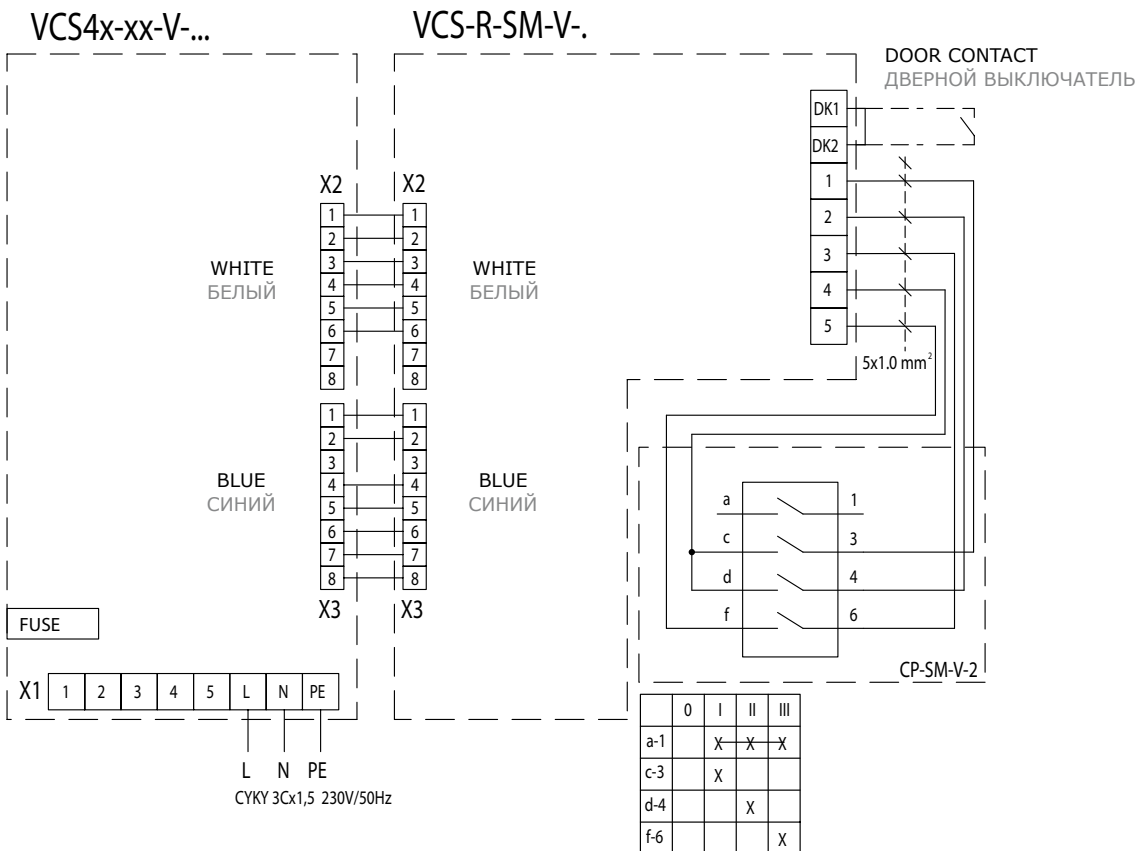 VCS4x-xx-V-...
VCS-R-SM-V-.
DOOR CONTACT
ДВЕРНОЙ ВЫКЛЮЧАТЕЛЬ
DK1
DK2
1
2
3
4
5
5x1.0 mm²
X2
X2
1
1
2
2
3
3
4
4
5
5
6
6
7
7
8
8
WHITE
БЕЛЫЙ
WHITE
БЕЛЫЙ
1
1
2
2
3
3
4
4
5
5
6
6
7
7
8
8
BLUE
СИНИЙ
BLUE
СИНИЙ
X3
X3
a 1
c 3
d 4
f 6
CP-SM-V-2
FUSE
X1 1 2 3 4 5 L N PE
L N PE
CYKY 3Cx1,5 230V/50Hz
0 I II III
a-1 X X X
c-3 X
d-4 X
f-6 X